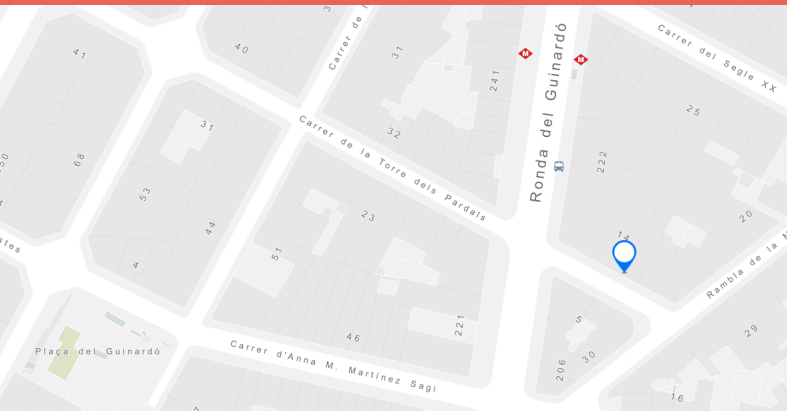 Carrer del Segle XX
41
40
31
Carrer de l
241
Ronda del Guinardó
M
M
25
31
Carrer de la Torre dels Pardals
32
68
53
222
44
23
20
14
51
4
Rambla de la
5
221
46
29
Carrer d'Anna M. Martínez Sagi
Plaça del Guinardó
30
206
16